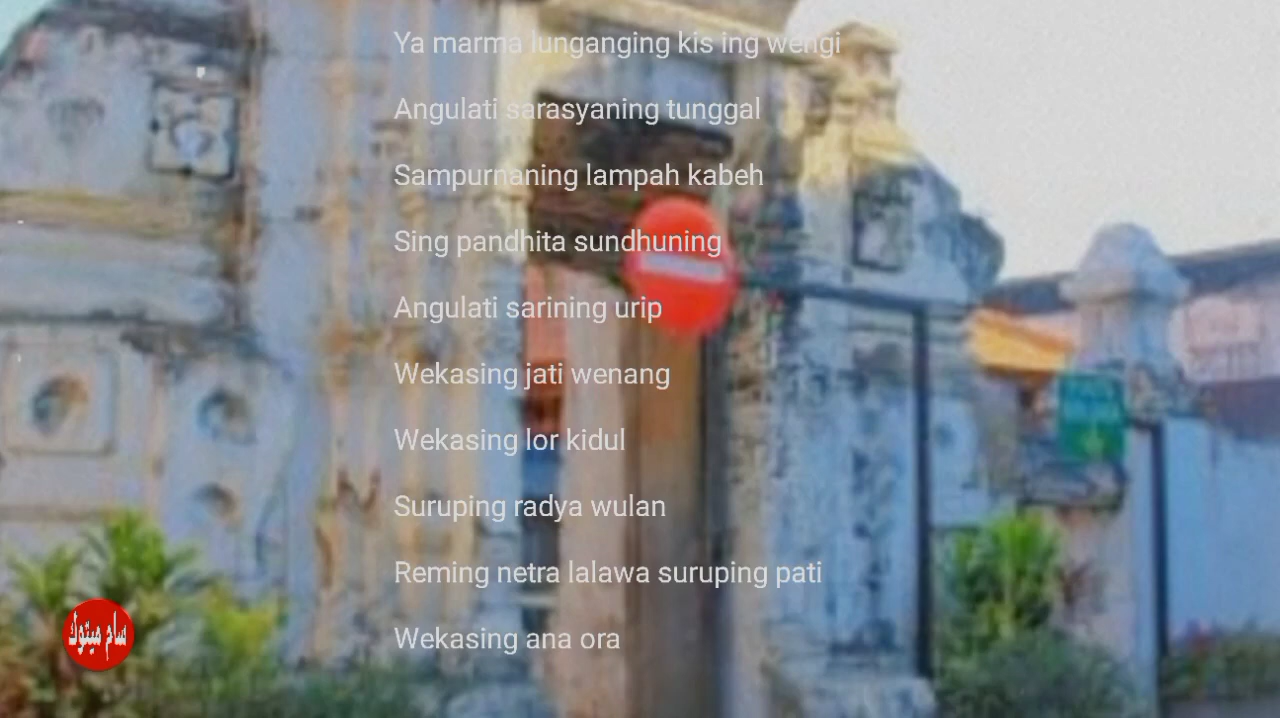 Ya marma lunganging kis ing wengi
Angulati sarasyaning tunggal
Sampurnaning lampah kabeh
Sing pandhita sundhuning
Angulati sarining urip
Wekasing jati wenang
Wekasing lor kidul
Suruping radya wulan
Reming netra lalawa suruping pati
Wekasing ana ora